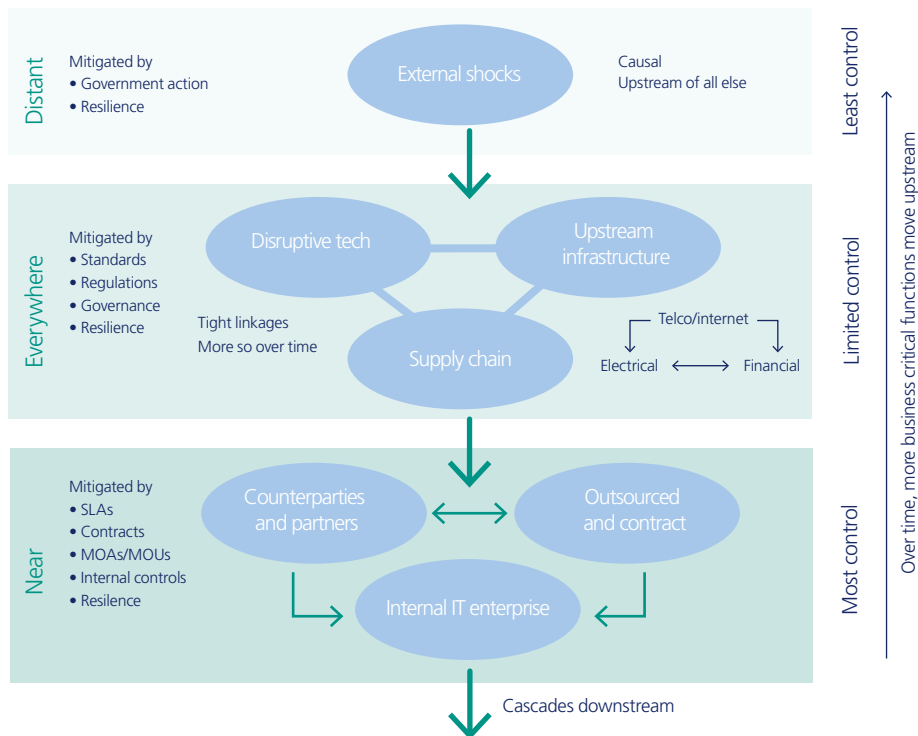 Distant
Mitigated by
• Government action
• Resilience
External shocks
Causal
Upstream of all else
Least control
Everywhere
Mitigated by
• Standards
• Regulations
• Governance
• Resilience
Disruptive tech
Upstream
infrastructure
Tight linkages
More so over time
Supply chain
Telco/internet
Electrical
Financial
Limited control
Near
Mitigated by
• SLAs
• Contracts
• MOAs/MOUs
• Internal controls
• Resilence
Counterparties
and partners
Outsourced
and contract
Internal IT enterprise
Most control
Over time, more business critical functions move upstream
Cascades downstream